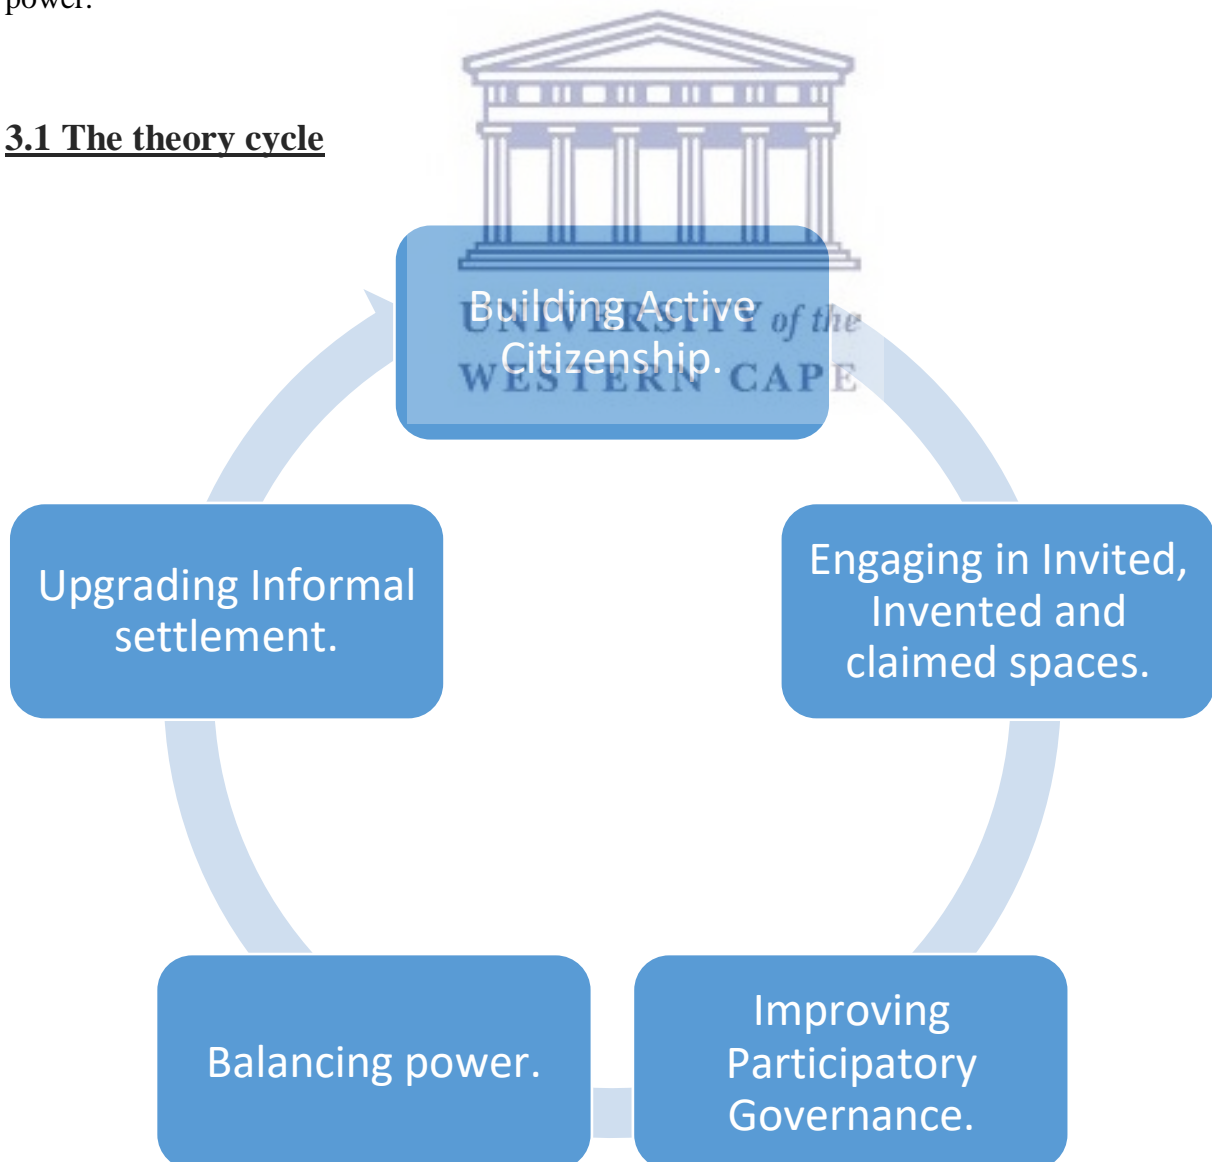 power.
3.1 The theory cycle
UNIVERSITY of the
WESTERN CAPE
Building Active
Citizenship.
Engaging in Invited,
Invented and
claimed spaces.
Improving
Participatory
Governance.
Balancing power.
Upgrading Informal
settlement.